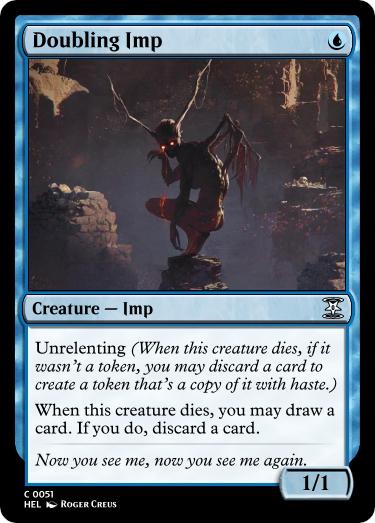 Doubling Imp
Creature — Imp
Unrelenting (When this creature dies, if it
wasn't a token, you may discard a card to
create a token that's a copy of it with haste.)
When this creature dies, you may draw a
card. If you do, discard a card.
Now you see me, now you see me again.
1/1
C 0051
HEL ROGER CREUS